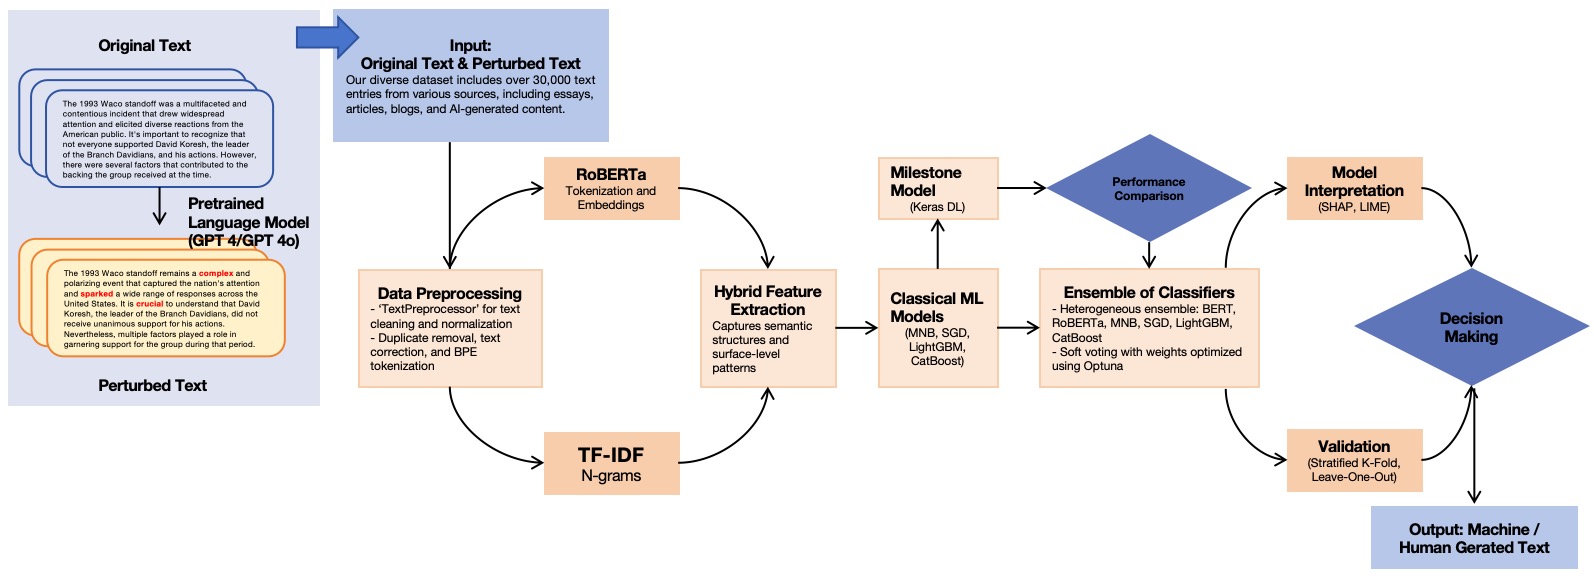 Original Text
The 1993 Waco standoff was a multifaceted and
contentious incident that drew widespread
attention and elicited diverse reactions from the
American public. It's important to recognize that
not everyone supported David Koresh, the leader
of the Branch Davidians, and his actions. However,
there were several factors that contributed to the
backing the group received at the time.
Pretrained
Language Model
(GPT 4/GPT 4o)
The 1993 Waco standoff remains a complex and
polarizing event that captured the nation's attention
and sparked a wide range of responses across the
United States. It is crucial to understand that David
Koresh, the leader of the Branch Davidians, did not
receive unanimous support for his actions.
Nevertheless, multiple factors played a role in
garnering support for the group during that period.
Perturbed Text
Input:
Original Text & Perturbed Text
Our diverse dataset includes over 30,000 text
entries from various sources, including essays,
articles, blogs, and AI-generated content.
Data Preprocessing
- 'TextPreprocessor' for text
cleaning and normalization
- Duplicate removal, text
correction, and BPE
tokenization
RoBERTa
Tokenization and
Embeddings
TF-IDF
N-grams
Hybrid Feature
Extraction
Captures semantic
structures and
surface-level
patterns
Milestone
Model
(Keras DL)
Classical ML
Models
(MNB, SGD,
LightGBM,
CatBoost)
Performance
Comparison
Ensemble of Classifiers
- Heterogeneous ensemble: BERT,
RoBERTa, MNB, SGD, LightGBM,
CatBoost
- Soft voting with weights optimized
using Optuna
Model
Interpretation
(SHAP, LIME)
Validation
(Stratified K-Fold,
Leave-One-Out)
Decision
Making
Output: Machine /
Human Gerated Text